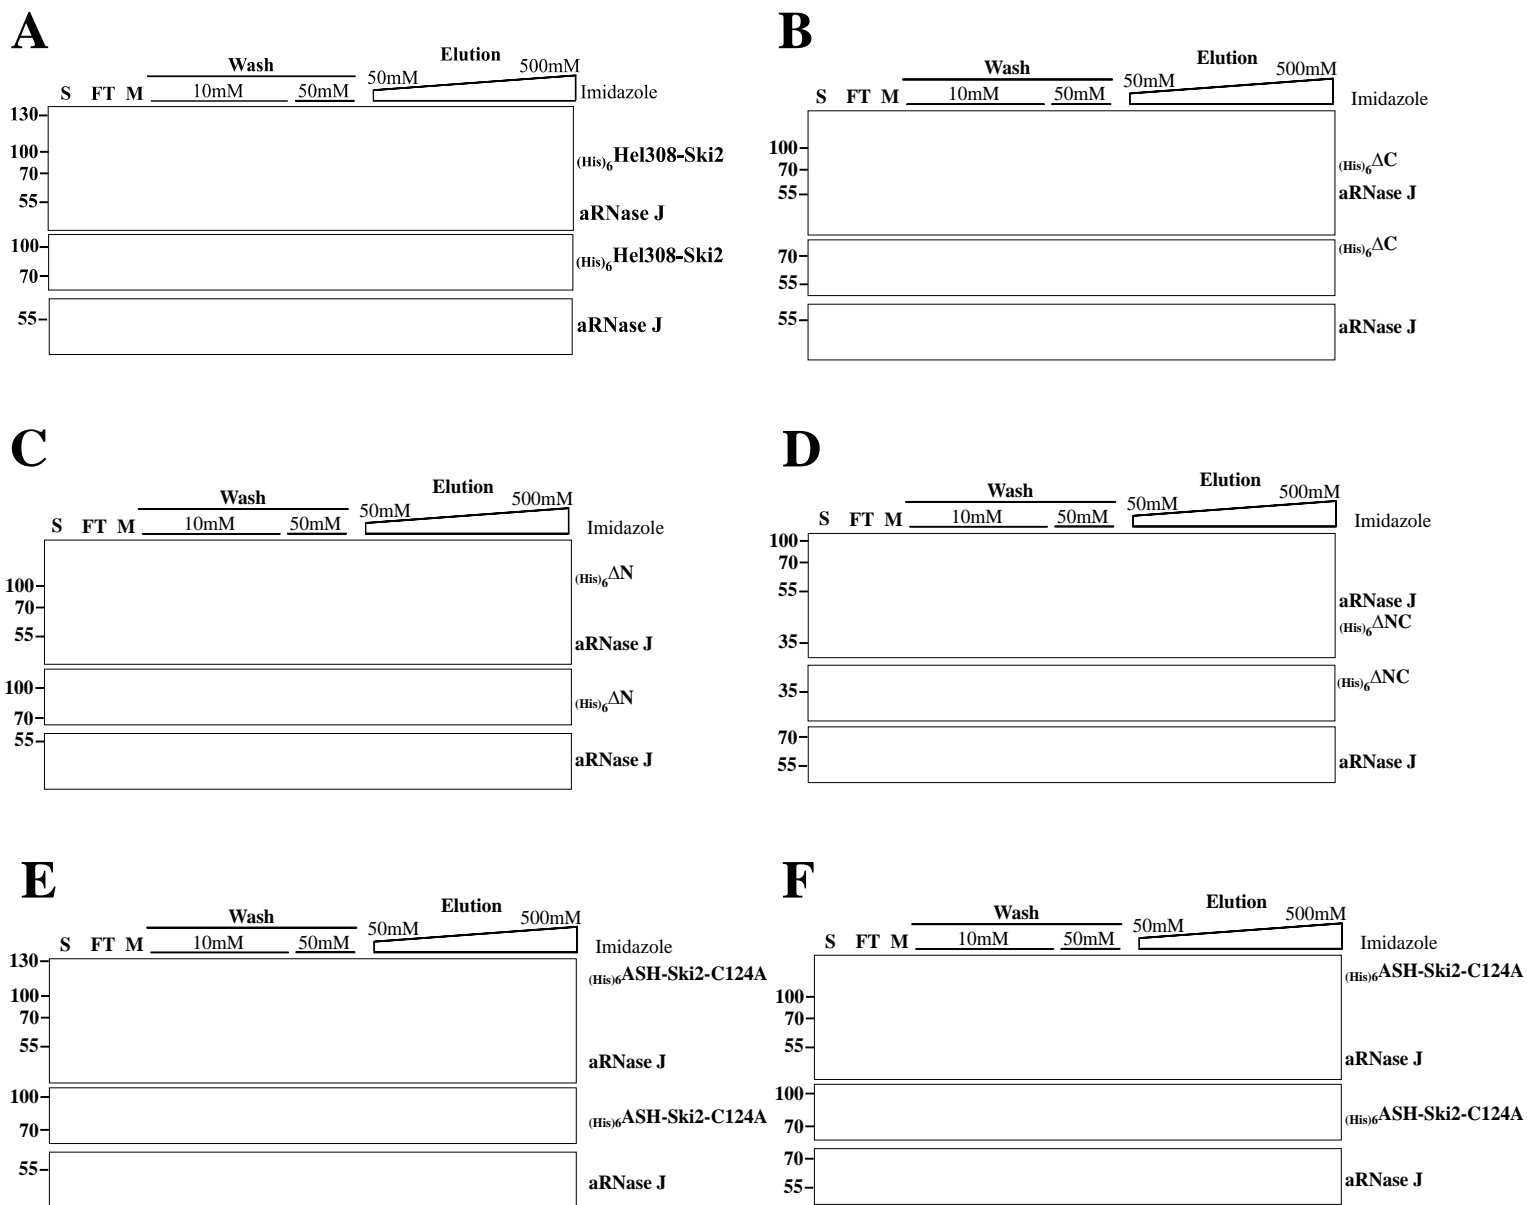 A
Wash
Elution
50mM
500mM
S FT M 10mM 50mM Imidazole
130
100
70
55
(His)6Hel308-Ski2
aRNase J
100
70
(His)6Hel308-Ski2
55
aRNase J
B
Wash
Elution
50mM
500mM
S FT M 10mM 50mM Imidazole
100
70
55
(His)6ΔC
aRNase J
(His)6ΔC
70
55
55
aRNase J
C
Wash
Elution
50mM
500mM
S FT M 10mM 50mM Imidazole
(His)6ΔN
100
70
55
aRNase J
100
70
(His)6ΔN
55
aRNase J
D
Wash
Elution
50mM
500mM
S FT M 10mM 50mM Imidazole
100
70
55
35
aRNase J
(His)6ΔNC
(His)6ΔNC
35
70
55
aRNase J
E
Wash
Elution
50mM
500mM
S FT M 10mM 50mM Imidazole
130
100
70
55
(His)6ASH-Ski2-C124A
aRNase J
100
70
(His)6ASH-Ski2-C124A
55
aRNase J
F
Wash
Elution
50mM
500mM
S FT M 10mM 50mM Imidazole
(His)6ASH-Ski2-C124A
100
70
55
aRNase J
100
70
(His)6ASH-Ski2-C124A
70
55
aRNase J